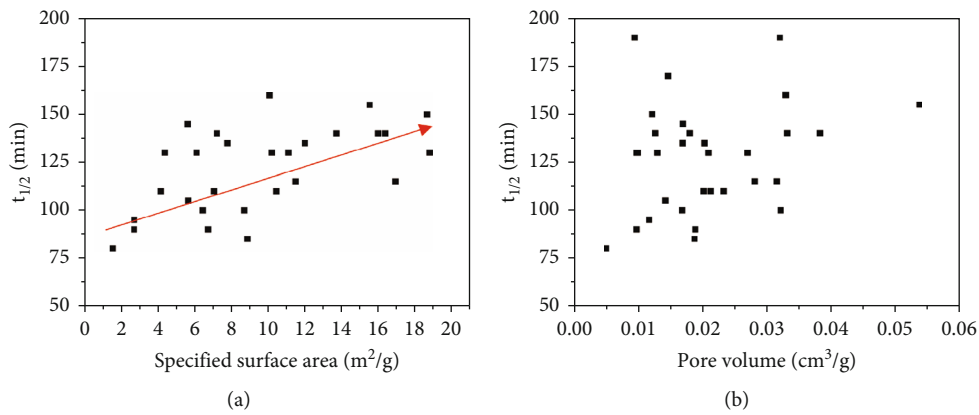 200
175
150
125
100
75
50
t1/2 (min)
0 2 4 6 8 10 12 14 16 18 20
Specified surface area (m²/g)
(a)
200
175
150
125
100
75
50
t1/2 (min)
0.00 0.01 0.02 0.03 0.04 0.05 0.06
Pore volume (cm³/g)
(b)